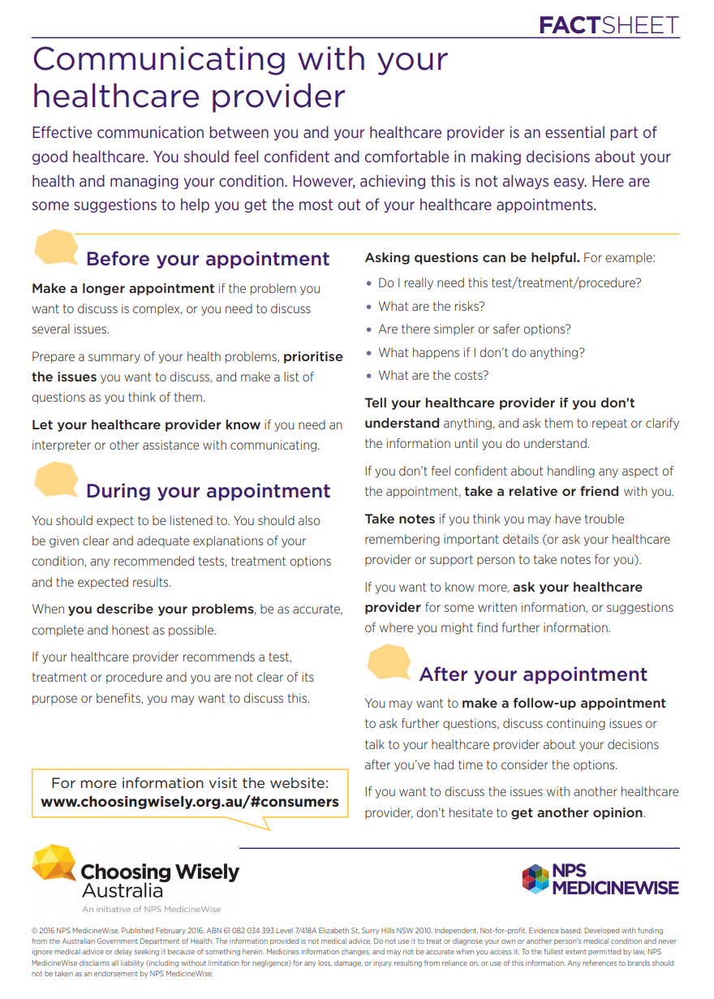 FACTSHEET
Communicating with your
healthcare provider
Effective communication between you and your healthcare provider is an essential part of
good healthcare. You should feel confident and comfortable in making decisions about your
health and managing your condition. However, achieving this is not always easy. Here are
some suggestions to help you get the most out of your healthcare appointments.
Before your appointment
Make a longer appointment if the problem you
want to discuss is complex, or you need to discuss
several issues.
Prepare a summary of your health problems, prioritise
the issues you want to discuss, and make a list of
questions as you think of them.
Let your healthcare provider know if you need an
interpreter or other assistance with communicating.
During your appointment
You should expect to be listened to. You should also
be given clear and adequate explanations of your
condition, any recommended tests, treatment options
and the expected results.
When you describe your problems, be as accurate,
complete and honest as possible.
If your healthcare provider recommends a test,
treatment or procedure and you are not clear of its
purpose or benefits, you may want to discuss this.
Asking questions can be helpful. For example:
• Do I really need this test/treatment/procedure?
• What are the risks?
• Are there simpler or safer options?
• What happens if I don't do anything?
• What are the costs?
Tell your healthcare provider if you don't
understand anything, and ask them to repeat or clarify
the information until you do understand.
If you don't feel confident about handling any aspect of
the appointment, take a relative or friend with you.
Take notes if you think you may have trouble
remembering important details (or ask your healthcare
provider or support person to take notes for you).
If you want to know more, ask your healthcare
provider for some written information, or suggestions
of where you might find further information.
After your appointment
You may want to make a follow-up appointment
to ask further questions, discuss continuing issues or
talk to your healthcare provider about your decisions
after you've had time to consider the options.
If you want to discuss the issues with another healthcare
provider, don't hesitate to get another opinion.
For more information visit the website:
www.choosingwisely.org.au/#consumers
Choosing Wisely
Australia
An initiative of NPS MedicineWise
NPS
MEDICINEWISE
© 2016 NPS MedicineWise. Published February 2016. ABN 61 082 034 393 Level 7/418A Elizabeth St, Surry Hills NSW 2010. Independent. Not-for-profit. Evidence based. Developed with funding
from the Australian Government Department of Health. The information provided is not medical advice. Do not use it to treat or diagnose your own or another person's medical condition and never
ignore medical advice or delay seeking it because of something herein. Medicines information changes, and may not be accurate when you access it. To the fullest extent permitted by law, NPS
MedicineWise disclaims all liability (including without limitation for negligence) for any loss, damage, or injury resulting from reliance on, or use of this information. Any references to brands should
not be taken as an endorsement by NPS MedicineWise.